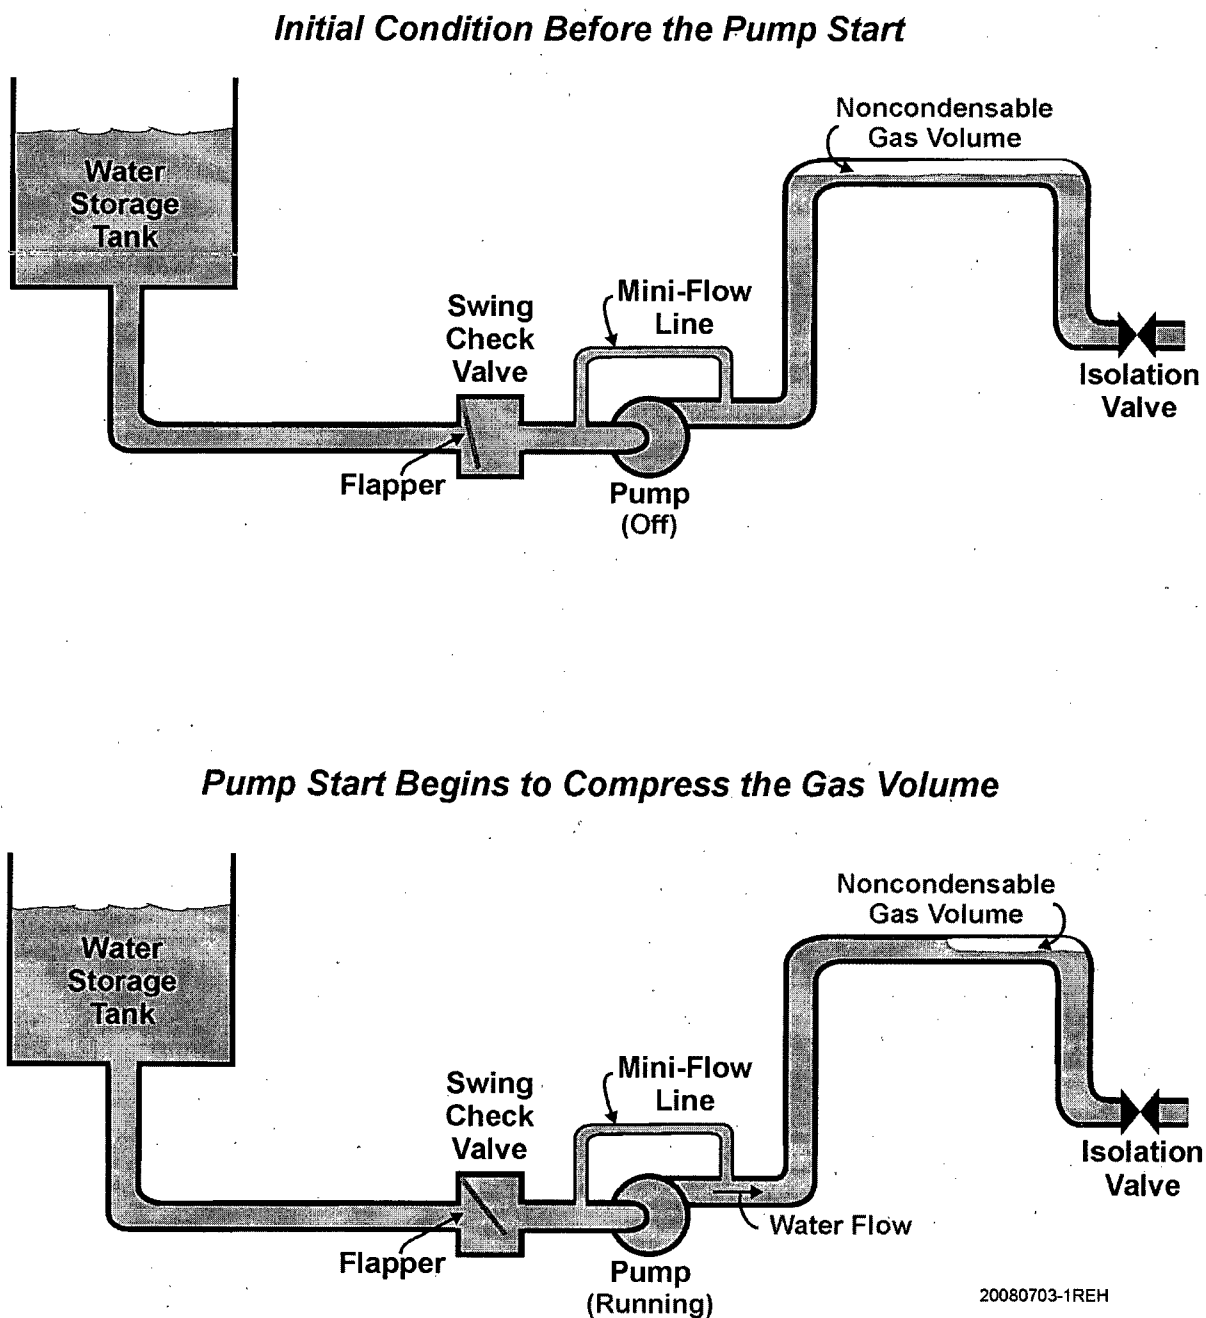 Initial Condition Before the Pump Start
Noncondensable
Gas Volume
Water
Storage
Tank
Mini-Flow
Line
Swing
Check
Valve
Isolation
Valve
Flapper
Pump
(Off)
Pump Start Begins to Compress the Gas Volume
Noncondensable
Gas Volume
Water
Storage
Tank
Mini-Flow
Line
Swing
Check
Valve
Isolation
Valve
Water Flow
Flapper
Pump
(Running)
20080703-1REH